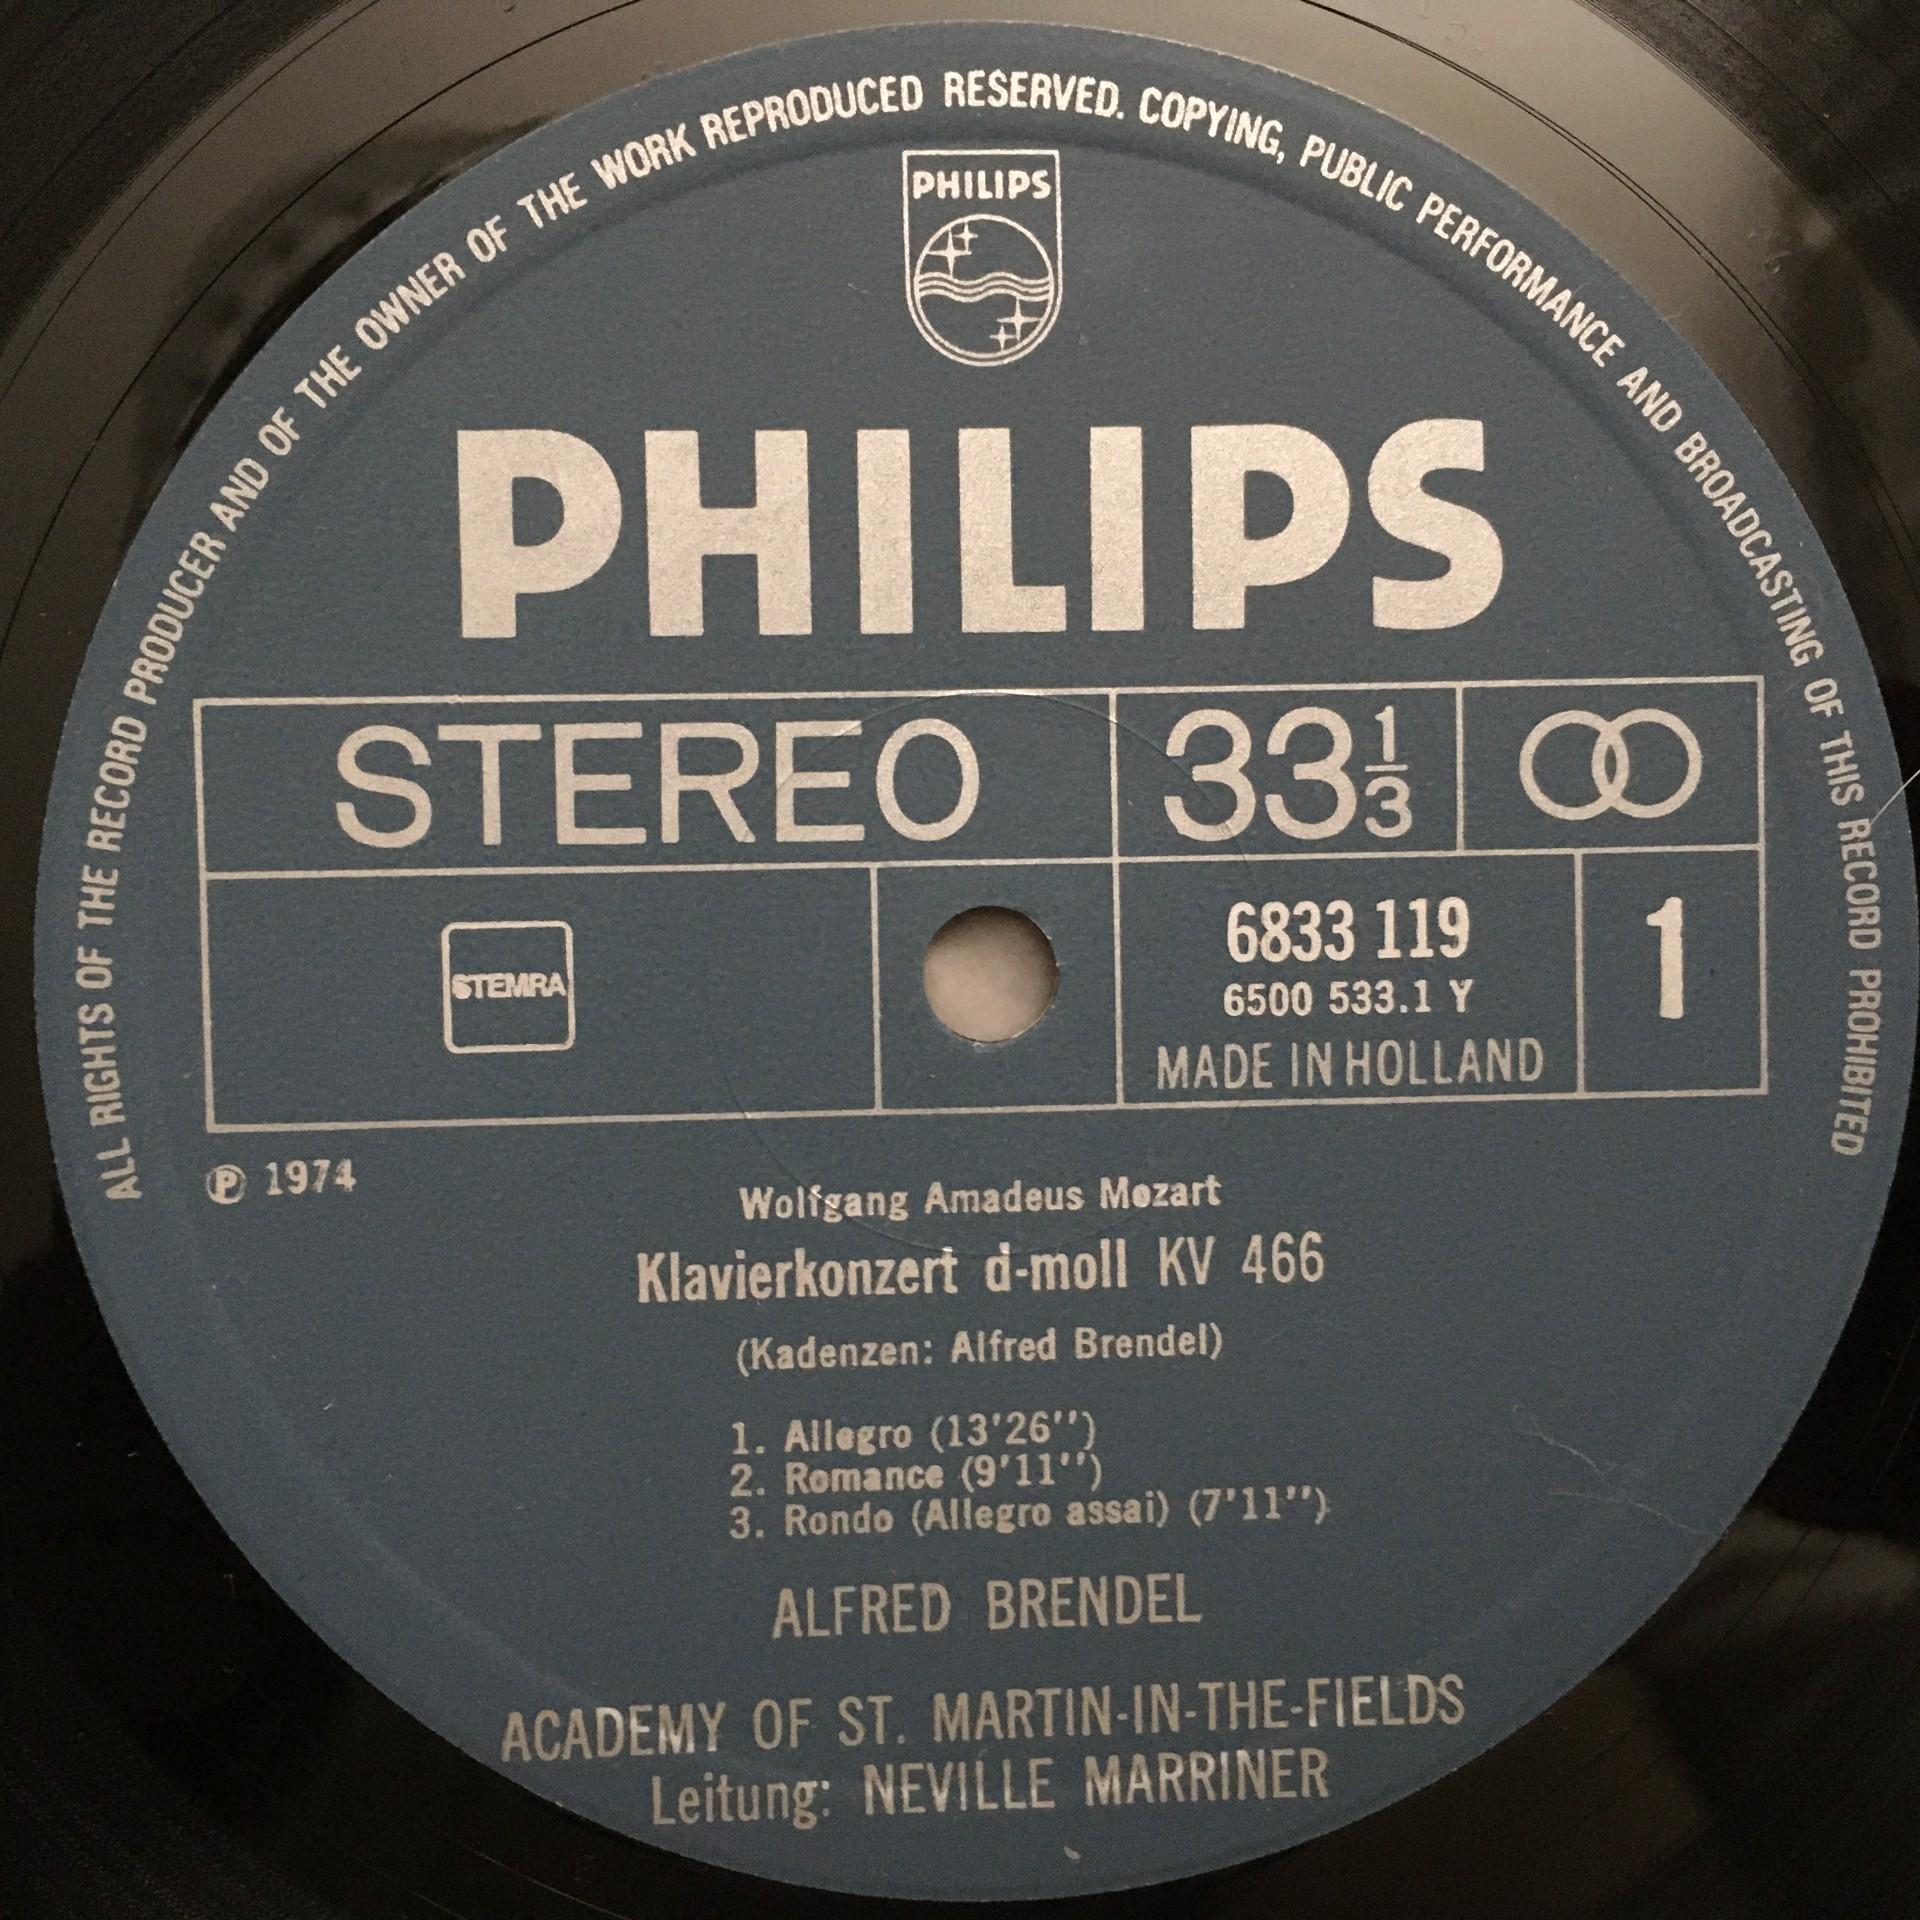 ALL RIGHTS OF THE RECORD PRODUCER AND OF THE OWNER OF THE WORK REPRODUCED RESERVED. COPYING, PUBLIC PERFORMANCE AND BROADCASTING OF THIS RECORD PROHIBITED
PHILIPS
PHILIPS
STEREO 33 1/3
STEMRA
6833 119
6500 533.1 Y
MADE IN HOLLAND
1
℗ 1974
Wolfgang Amadeus Mozart
Klavierkonzert d-moll KV 466
(Kadenzen: Alfred Brendel)
1. Allegro (13'26'')
2. Romance (9'11'')
3. Rondo (Allegro assai) (7'11'')
ALFRED BRENDEL
ACADEMY OF ST. MARTIN-IN-THE-FIELDS
Leitung: NEVILLE MARRINER